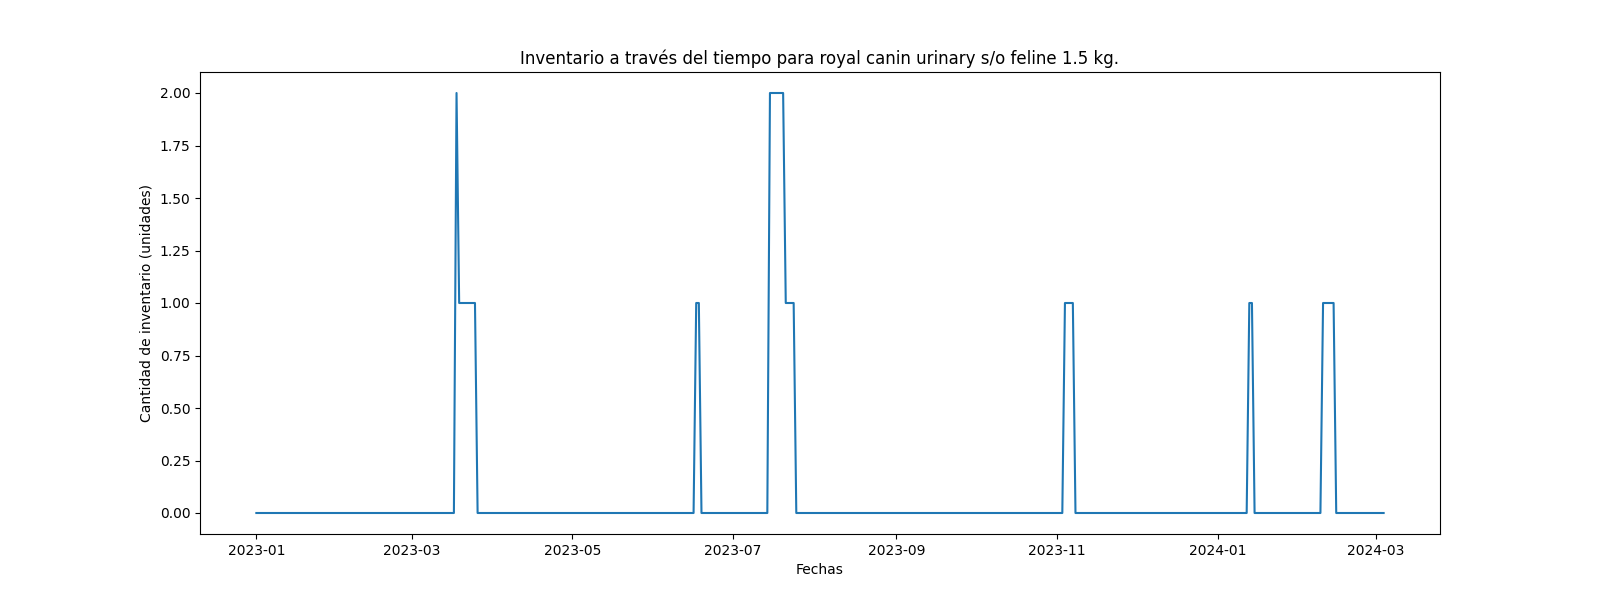 Inventario a través del tiempo para royal canin urinary s/o feline 1.5 kg.
Cantidad de inventario (unidades)
2.00
1.75
1.50
1.25
1.00
0.75
0.50
0.25
0.00
2023-01 2023-03 2023-05 2023-07 2023-09 2023-11 2024-01 2024-03
Fechas